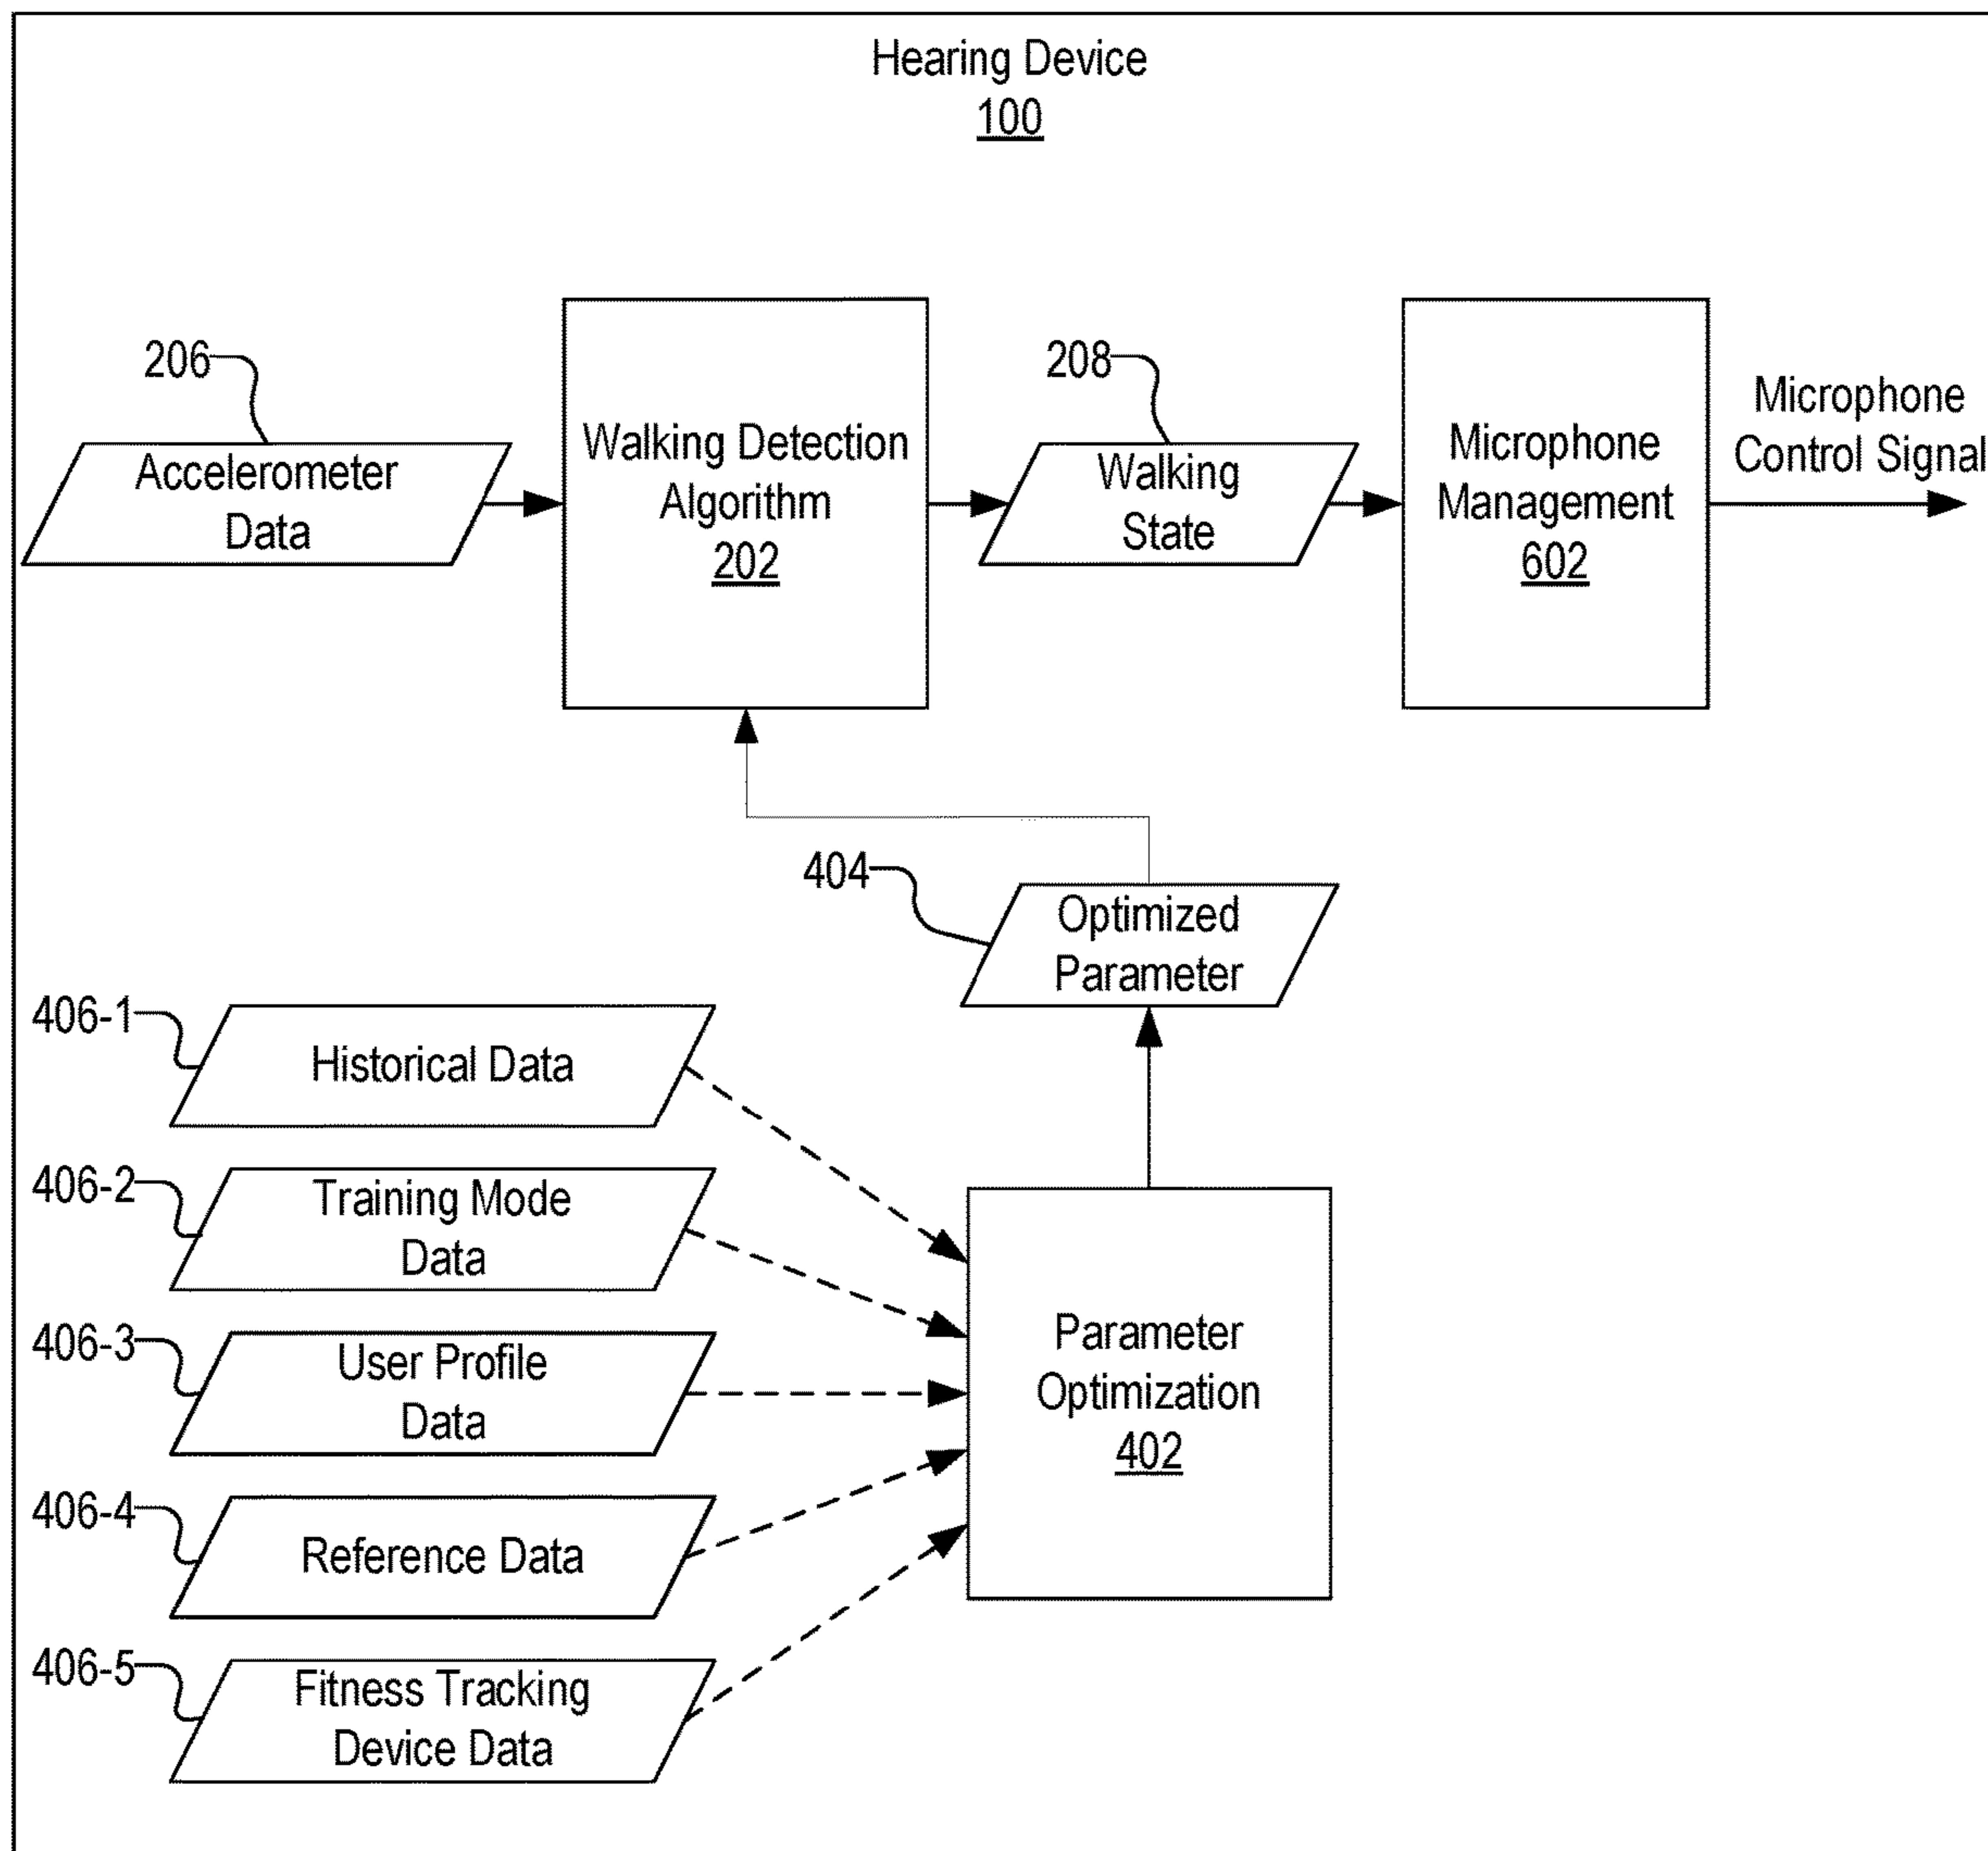 Hearing Device
100
206
Accelerometer
Data
Walking Detection
Algorithm
202
208
Walking
State
Microphone
Management
602
Microphone
Control Signal
404
Optimized
Parameter
406-1
Historical Data
406-2
Training Mode
Data
406-3
User Profile
Data
406-4
Reference Data
406-5
Fitness Tracking
Device Data
Parameter
Optimization
402